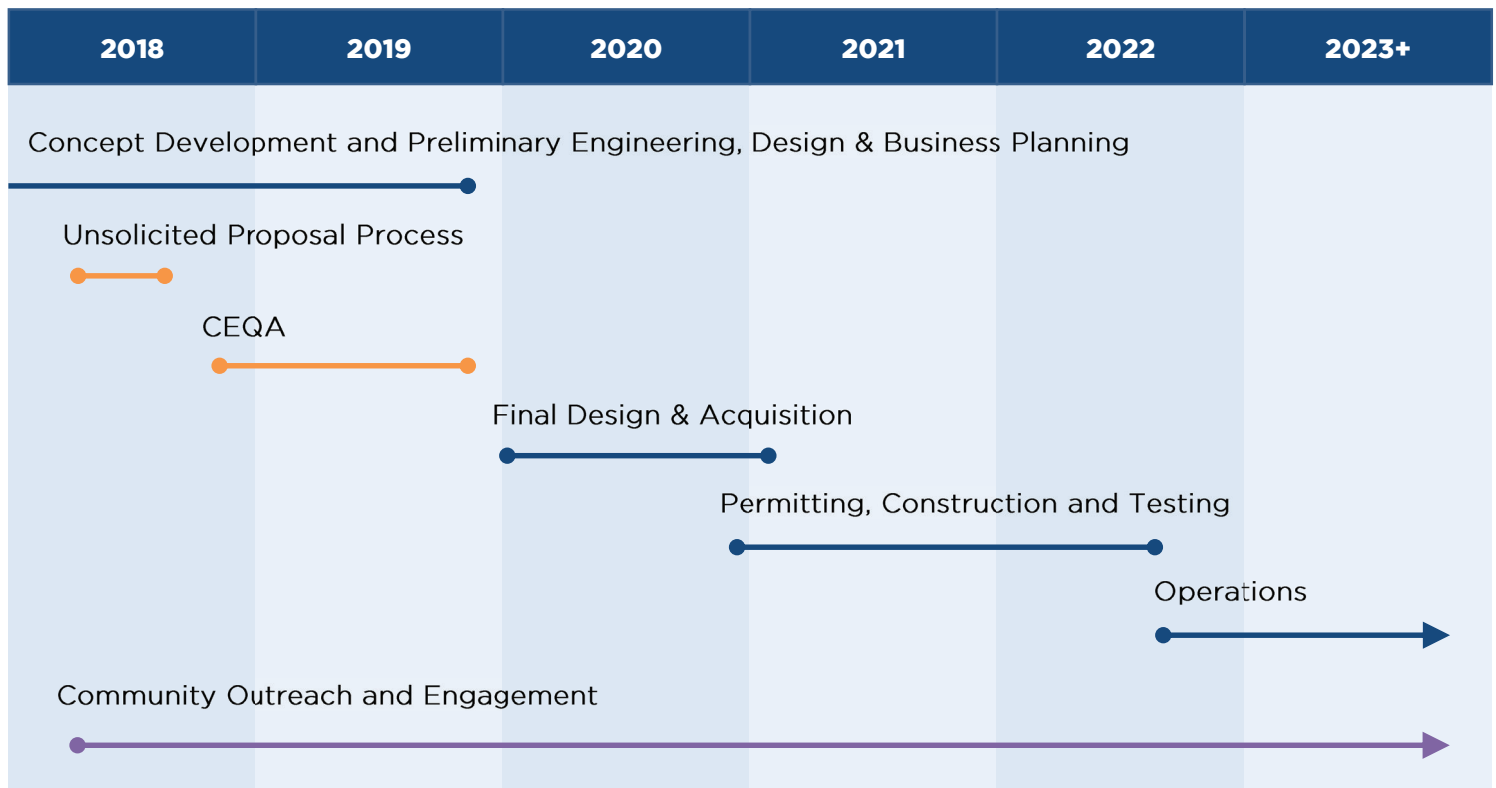 2018 2019 2020 2021 2022 2023+
Concept Development and Preliminary Engineering, Design & Business Planning
Unsolicited Proposal Process
CEQA
Final Design & Acquisition
Permitting, Construction and Testing
Operations
Community Outreach and Engagement